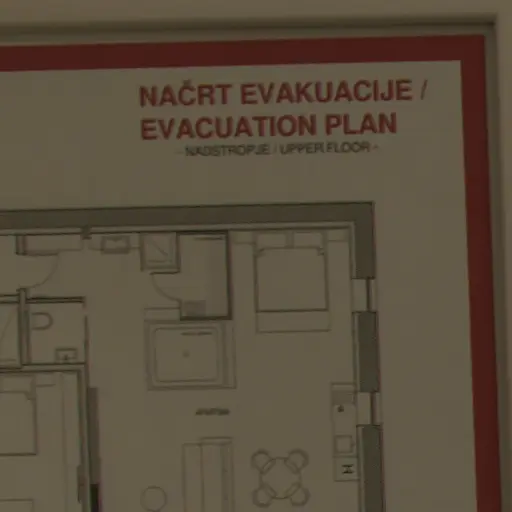 NAČRT EVAKUACIJE /
EVACUATION PLAN
- NADSTROPJE / UPPER FLOOR -